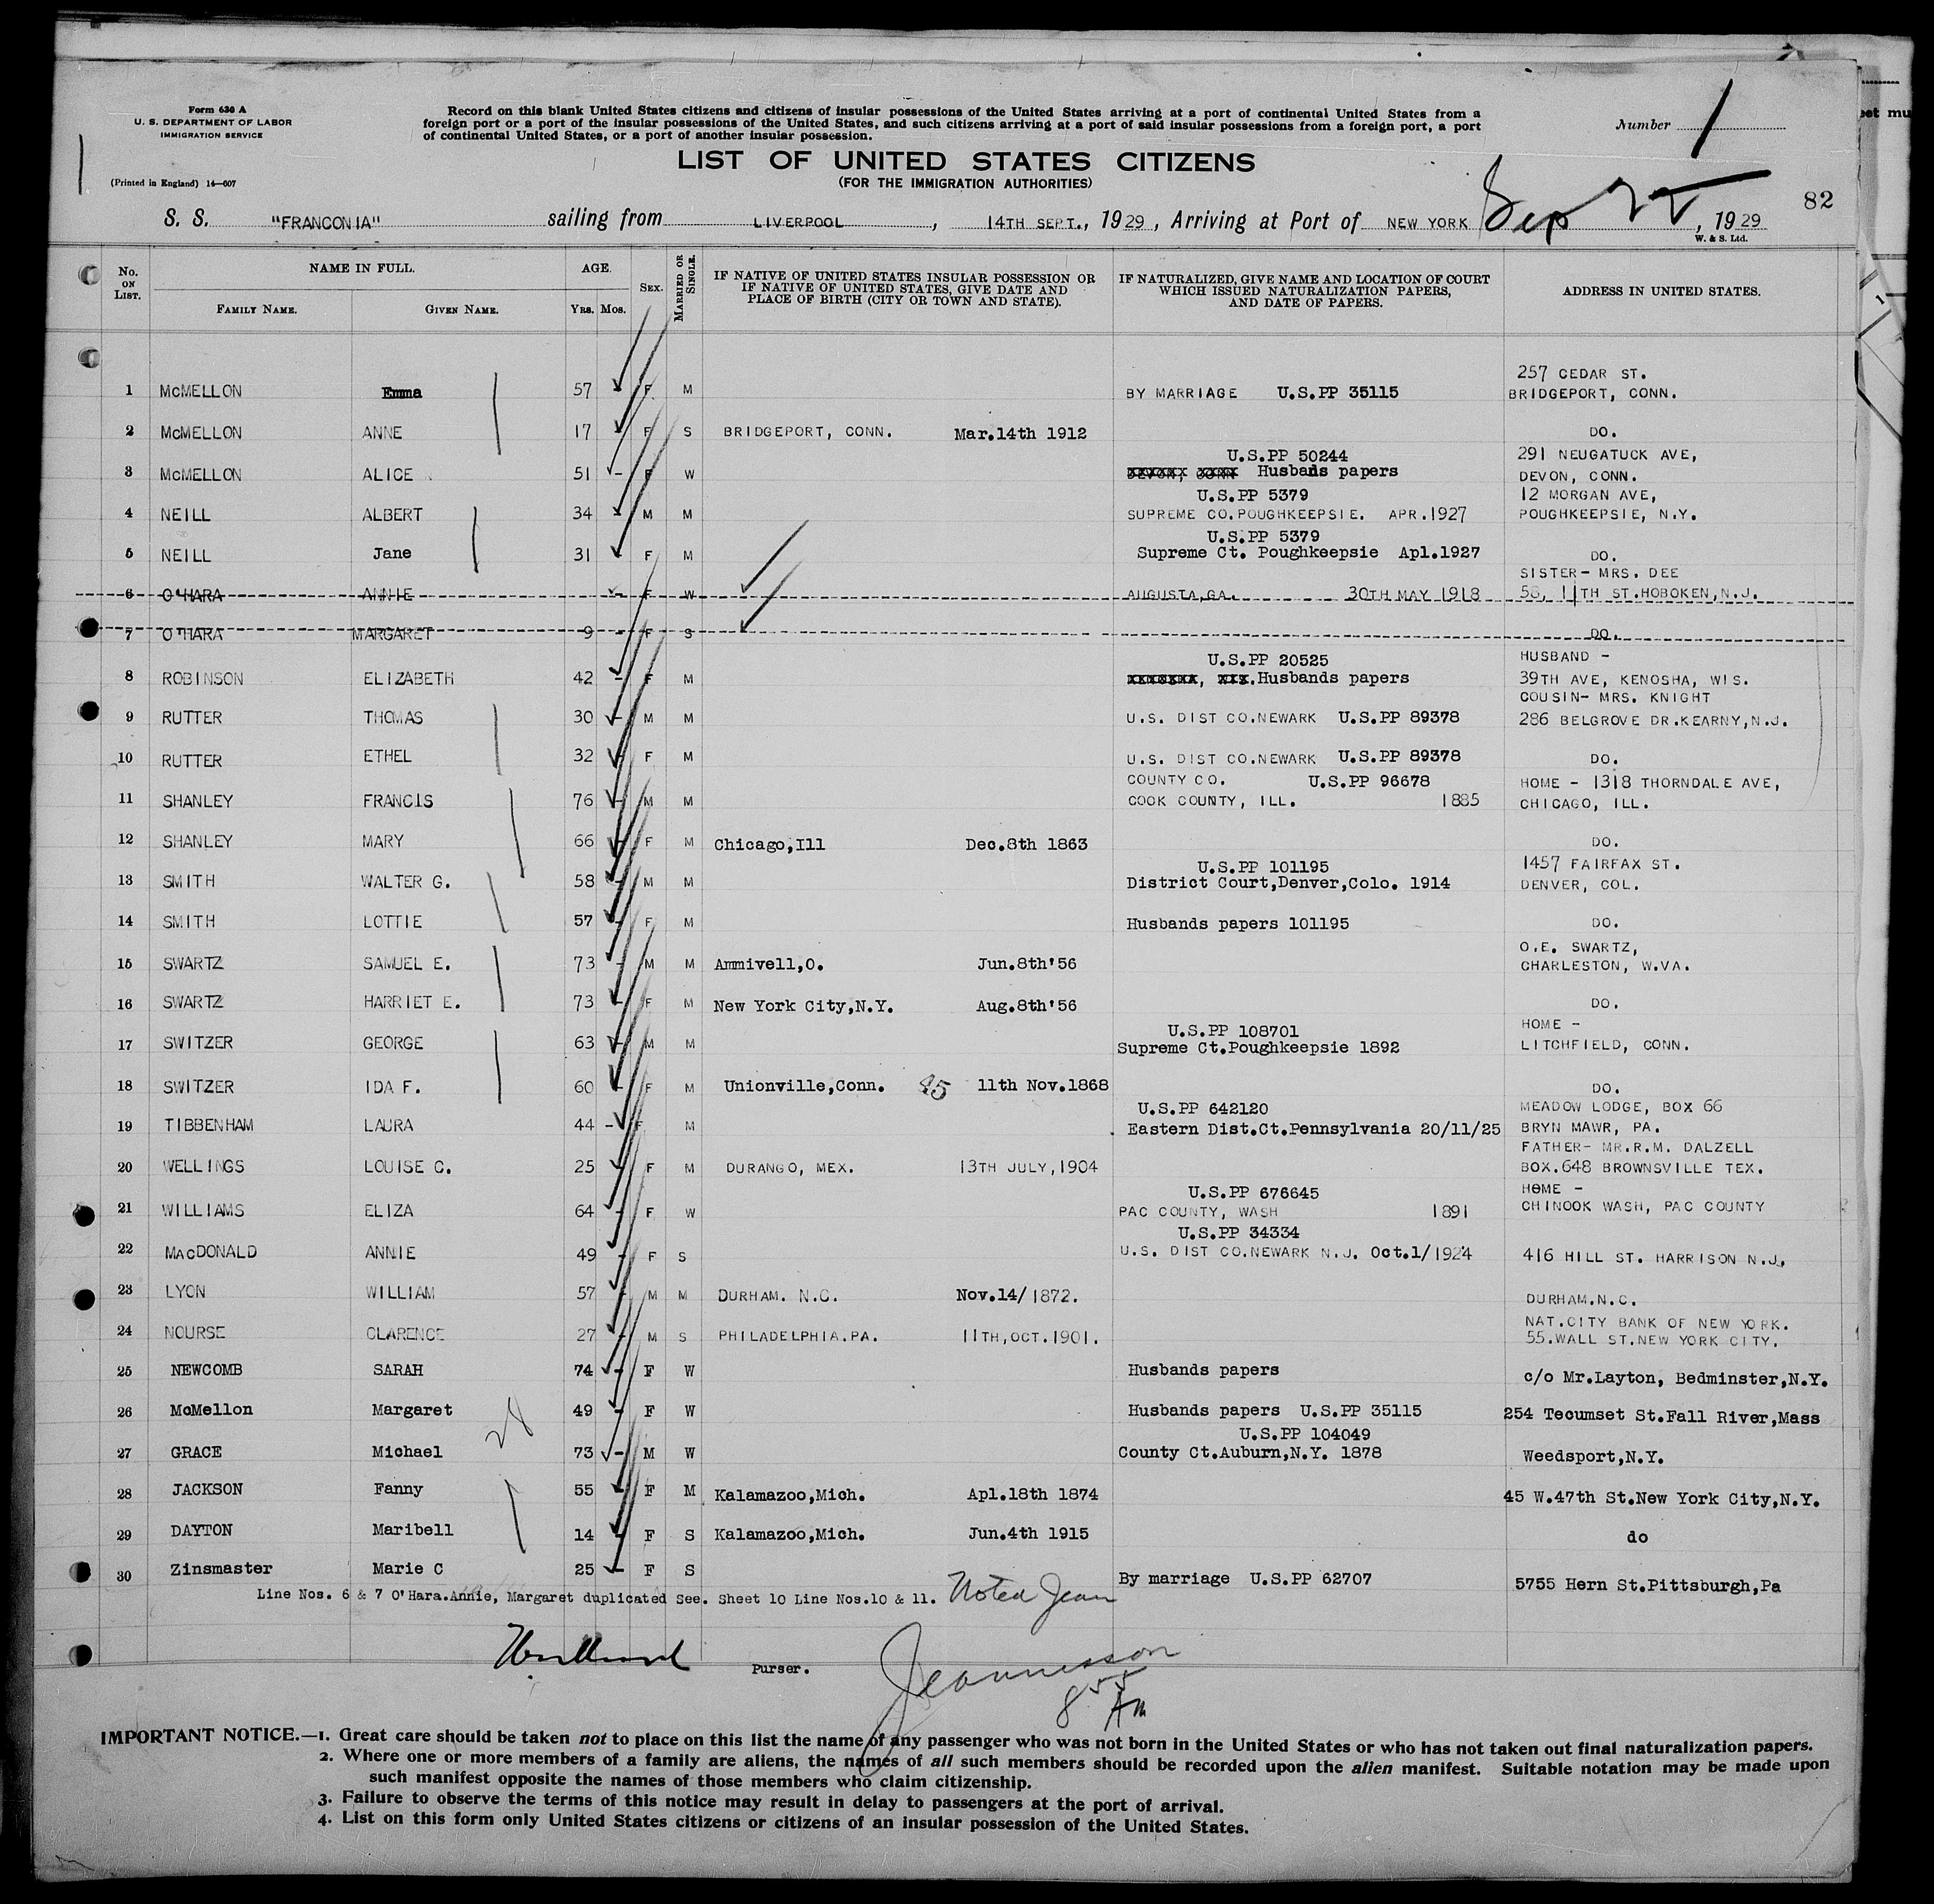 Form 630 A
U. S. DEPARTMENT OF LABOR
IMMIGRATION SERVICE
(Printed in England) 14—607
Record on this blank United States citizens and citizens of insular possessions of the United States arriving at a port of continental United States from a
foreign port or a port of the insular possessions of the United States, and such citizens arriving at a port of said insular possessions from a foreign port, a port
of continental United States, or a port of another insular possession.
Number 1
LIST OF UNITED STATES CITIZENS
(FOR THE IMMIGRATION AUTHORITIES)
82
S. S. "FRANCONIA" sailing from LIVERPOOL, 14TH SEPT., 1929, Arriving at Port of NEW YORK Sep 22, 1929
W. & S. Ltd.
No. ON LIST. NAME IN FULL. FAMILY NAME. GIVEN NAME. AGE. Yrs. Mos. SEX. MARRIED OR SINGLE. IF NATIVE OF UNITED STATES INSULAR POSSESSION OR IF NATIVE OF UNITED STATES, GIVE DATE AND PLACE OF BIRTH (CITY OR TOWN AND STATE). IF NATURALIZED, GIVE NAME AND LOCATION OF COURT WHICH ISSUED NATURALIZATION PAPERS, AND DATE OF PAPERS. ADDRESS IN UNITED STATES.
257 CEDAR ST.
1 McMELLON Emma 57 - F M BY MARRIAGE U.S.PP 35115 BRIDGEPORT, CONN.
2 McMELLON ANNE 17 - F S BRIDGEPORT, CONN. Mar.14th 1912 DO.
U.S.PP 50244 291 NEUGATUCK AVE,
3 McMELLON ALICE 51 - F W DEVON, CONN Husbans papers DEVON, CONN.
U.S.PP 5379 12 MORGAN AVE,
4 NEILL ALBERT 34 - M M SUPREME CO.POUGHKEEPSIE. APR.1927 POUGHKEEPSIE, N.Y.
U.S.PP 5379
5 NEILL Jane 31 - F M Supreme Ct. Poughkeepsie Apl.1927 DO.
SISTER- MRS. DEE
6 O'HARA ANNIE - F W AUGUSTA,GA. 30TH MAY 1918 58, 11TH ST.HOBOKEN,N.J.
7 O'HARA MARGARET 9 - F S DO.
U.S.PP 20525 HUSBAND -
8 ROBINSON ELIZABETH 42 - F M Husbands papers 39TH AVE, KENOSHA, WIS.
COUSIN- MRS. KNIGHT
9 RUTTER THOMAS 30 - M M U.S. DIST CO.NEWARK U.S.PP 89378 286 BELGROVE DR.KEARNY,N.J.
10 RUTTER ETHEL 32 - F M U.S. DIST CO.NEWARK U.S.PP 89378 DO.
COUNTY CO. U.S.PP 96678 HOME - 1318 THORNDALE AVE,
11 SHANLEY FRANCIS 76 - M M COOK COUNTY, ILL. 1885 CHICAGO, ILL.
12 SHANLEY MARY 66 - F M Chicago,Ill Dec.8th 1863 DO.
U.S.PP 101195 1457 FAIRFAX ST.
13 SMITH WALTER G. 58 - M M District Court,Denver,Colo. 1914 DENVER, COL.
14 SMITH LOTTIE 57 - F M Husbands papers 101195 DO.
O.E. SWARTZ,
15 SWARTZ SAMUEL E. 73 - M M Ammivell,O. Jun.8th'56 CHARLESTON, W.VA.
16 SWARTZ HARRIET E. 73 - F M New York City,N.Y. Aug.8th'56 DO.
U.S.PP 108701 HOME -
17 SWITZER GEORGE 63 - M M Supreme Ct.Poughkeepsie 1892 LITCHFIELD, CONN.
18 SWITZER IDA F. 60 - F M Unionville,Conn. 45 11th Nov.1868 DO.
U.S.PP 642120 MEADOW LODGE, BOX 66
19 TIBBENHAM LAURA 44 - F M Eastern Dist.Ct.Pennsylvania 20/11/25 BRYN MAWR, PA.
FATHER- MR.R.M. DALZELL
20 WELLINGS LOUISE C. 25 - F M DURANGO, MEX. 13TH JULY,1904 BOX.648 BROWNSVILLE TEX.
U.S.PP 676645 HOME -
21 WILLIAMS ELIZA 64 - F W PAC COUNTY, WASH 1891 CHINOOK WASH, PAC COUNTY
U.S.PP 34334
22 MacDONALD ANNIE 49 - F S U.S. DIST CO.NEWARK N.J. Oct.1/1924 416 HILL ST. HARRISON N.J.
23 LYON WILLIAM 57 - M M DURHAM. N.C. Nov.14/1872. DURHAM.N.C.
NAT.CITY BANK OF NEW YORK.
24 NOURSE CLARENCE 27 - M S PHILADELPHIA.PA. 11TH,OCT.1901. 55.WALL ST.NEW YORK CITY.
25 NEWCOMB SARAH 74 - F W Husbands papers c/o Mr.Layton, Bedminster,N.Y.
26 McMellon Margaret 49 - F W Husbands papers U.S.PP 35115 254 Tecumset St.Fall River,Mass
28
U.S.PP 104049
27 GRACE Michael 73 - M W County Ct.Auburn,N.Y. 1878 Weedsport,N.Y.
28 JACKSON Fanny 55 - F M Kalamazoo,Mich. Apl.18th 1874 45 W.47th St.New York City,N.Y.
29 DAYTON Maribell 14 - F S Kalamazoo,Mich. Jun.4th 1915 do
30 Zinsmaster Marie C 25 - F S By marriage U.S.PP 62707 5755 Hern St.Pittsburgh,Pa
Line Nos. 6 & 7 O'Hara.Annie, Margaret duplicated See. Sheet 10 Line Nos.10 & 11. Noted Jean
Purser.
8 55 AM
IMPORTANT NOTICE.—1. Great care should be taken not to place on this list the name of any passenger who was not born in the United States or who has not taken out final naturalization papers.
2. Where one or more members of a family are aliens, the names of all such members should be recorded upon the alien manifest. Suitable notation may be made upon
such manifest opposite the names of those members who claim citizenship.
3. Failure to observe the terms of this notice may result in delay to passengers at the port of arrival.
4. List on this form only United States citizens or citizens of an insular possession of the United States.